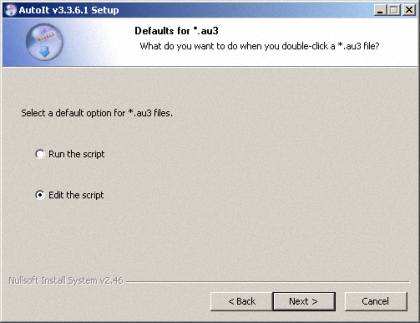 AutoIt v3.3.6.1 Setup
Defaults for *.au3
What do you want to do when you double-click a *.au3 file?
Select a default option for *.au3 files.
Run the script
Edit the script
Nullsoft Install System v2.46
< Back Next > Cancel